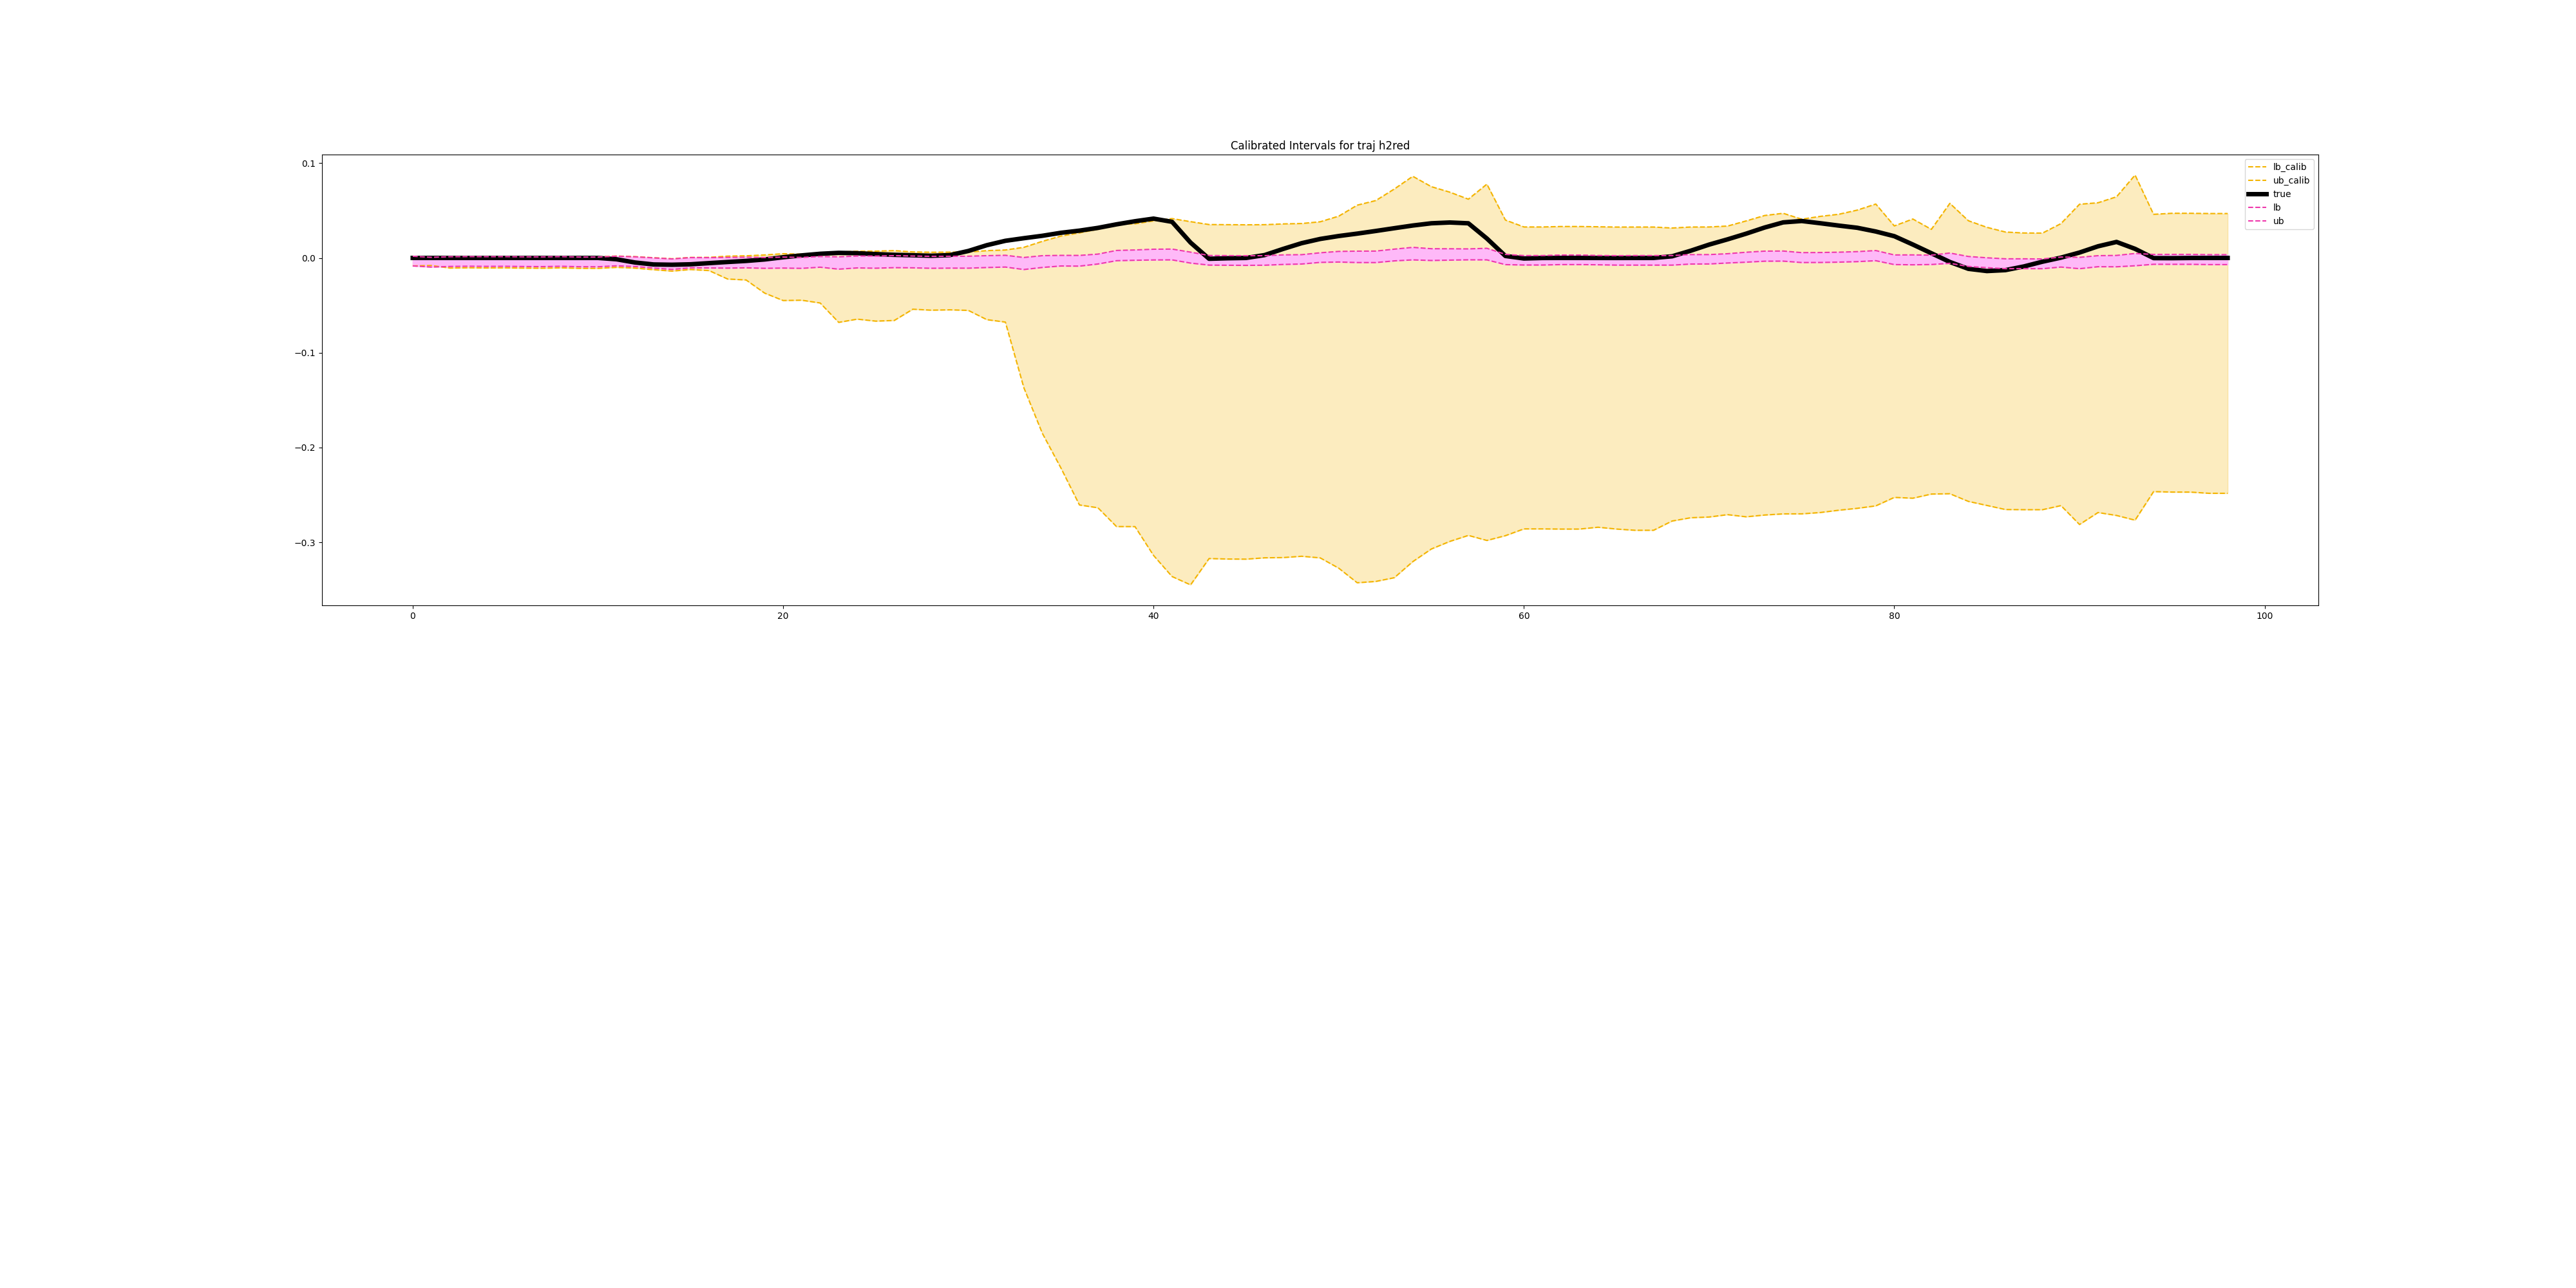 Calibrated Intervals for traj h2red
0.1
0.0
−0.1
−0.2
−0.3
0 20 40 60 80 100
lb_calib
ub_calib
true
lb
ub